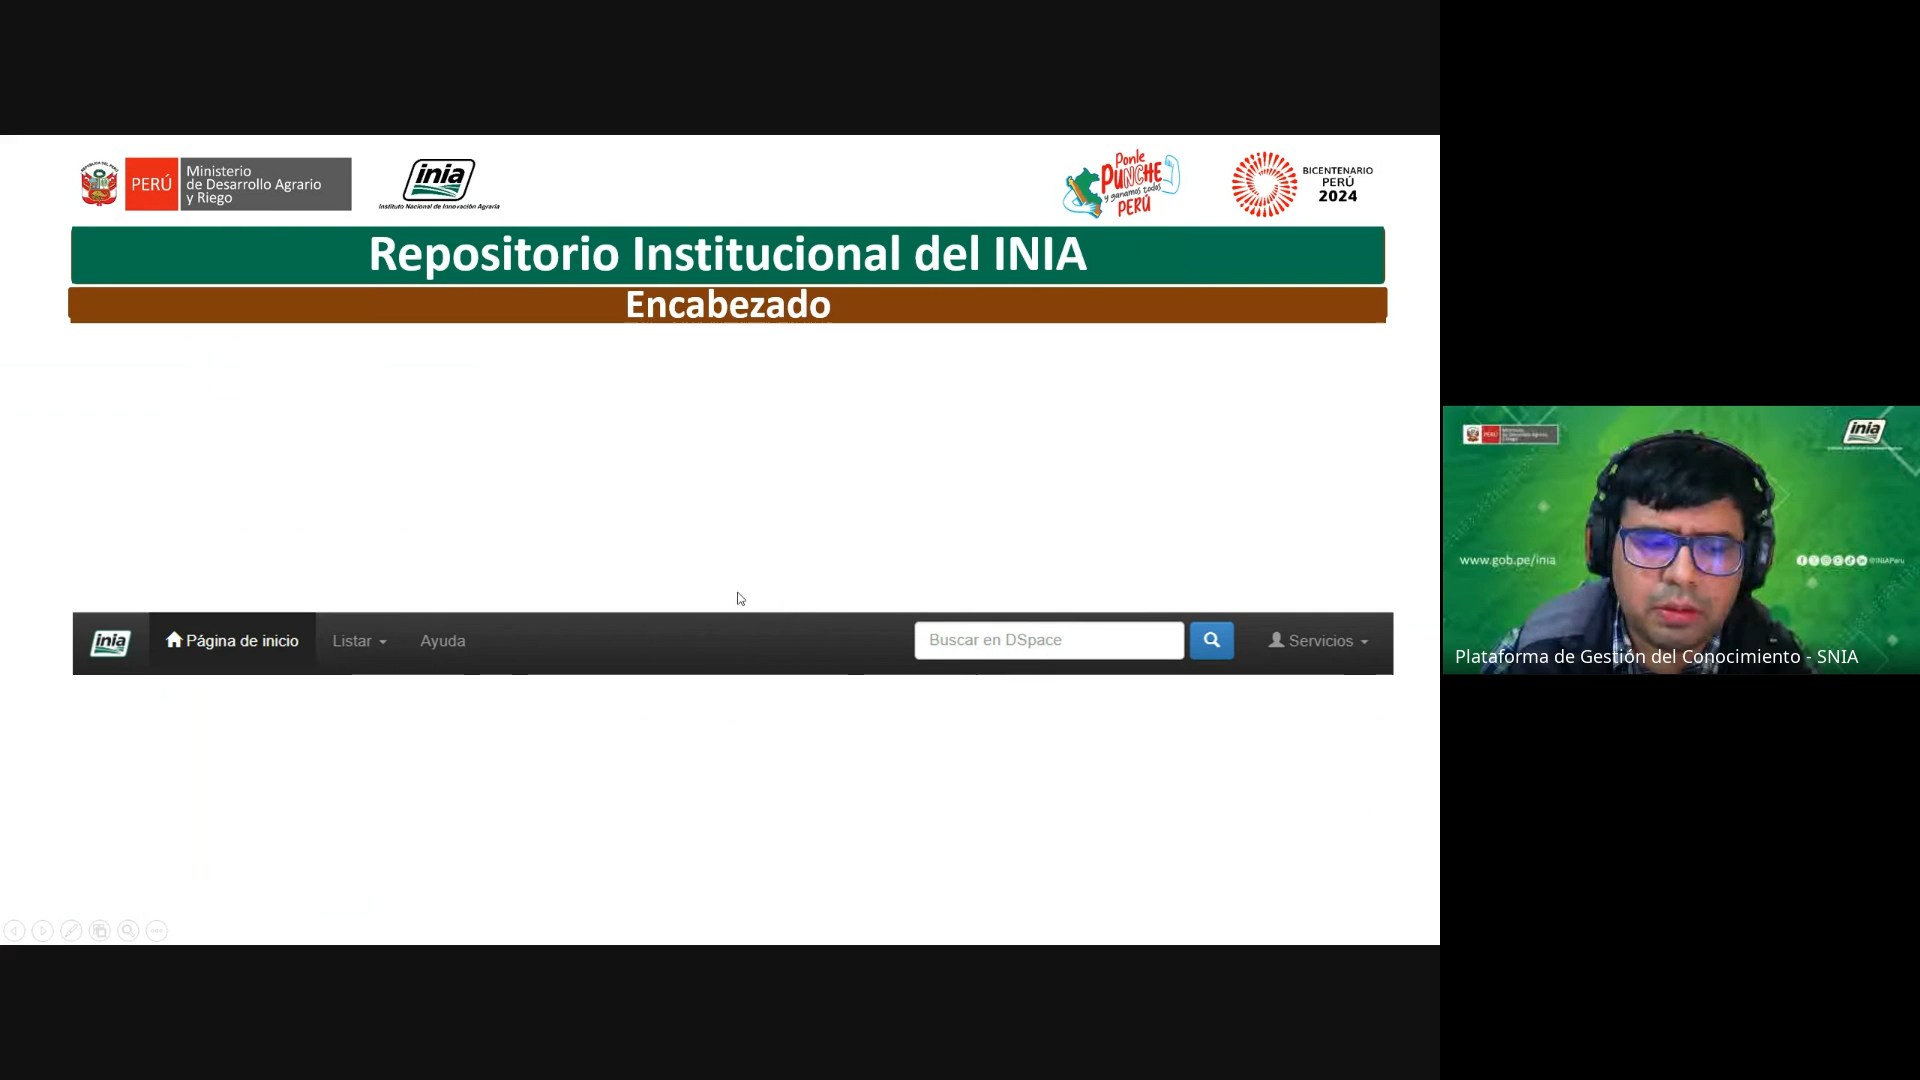 PERÚ
Ministerio
de Desarrollo Agrario
y Riego
inia
Instituto Nacional de Innovación Agraria
Ponle
PUNCHE
y ganamos todos
PERÚ
BICENTENARIO
PERÚ
2024
Repositorio Institucional del INIA
Encabezado
inia
Página de inicio
Listar
Ayuda
Buscar en DSpace
Servicios
PERÚ
inia
www.gob.pe/inia
@INIAPeru
Plataforma de Gestión del Conocimiento - SNIA